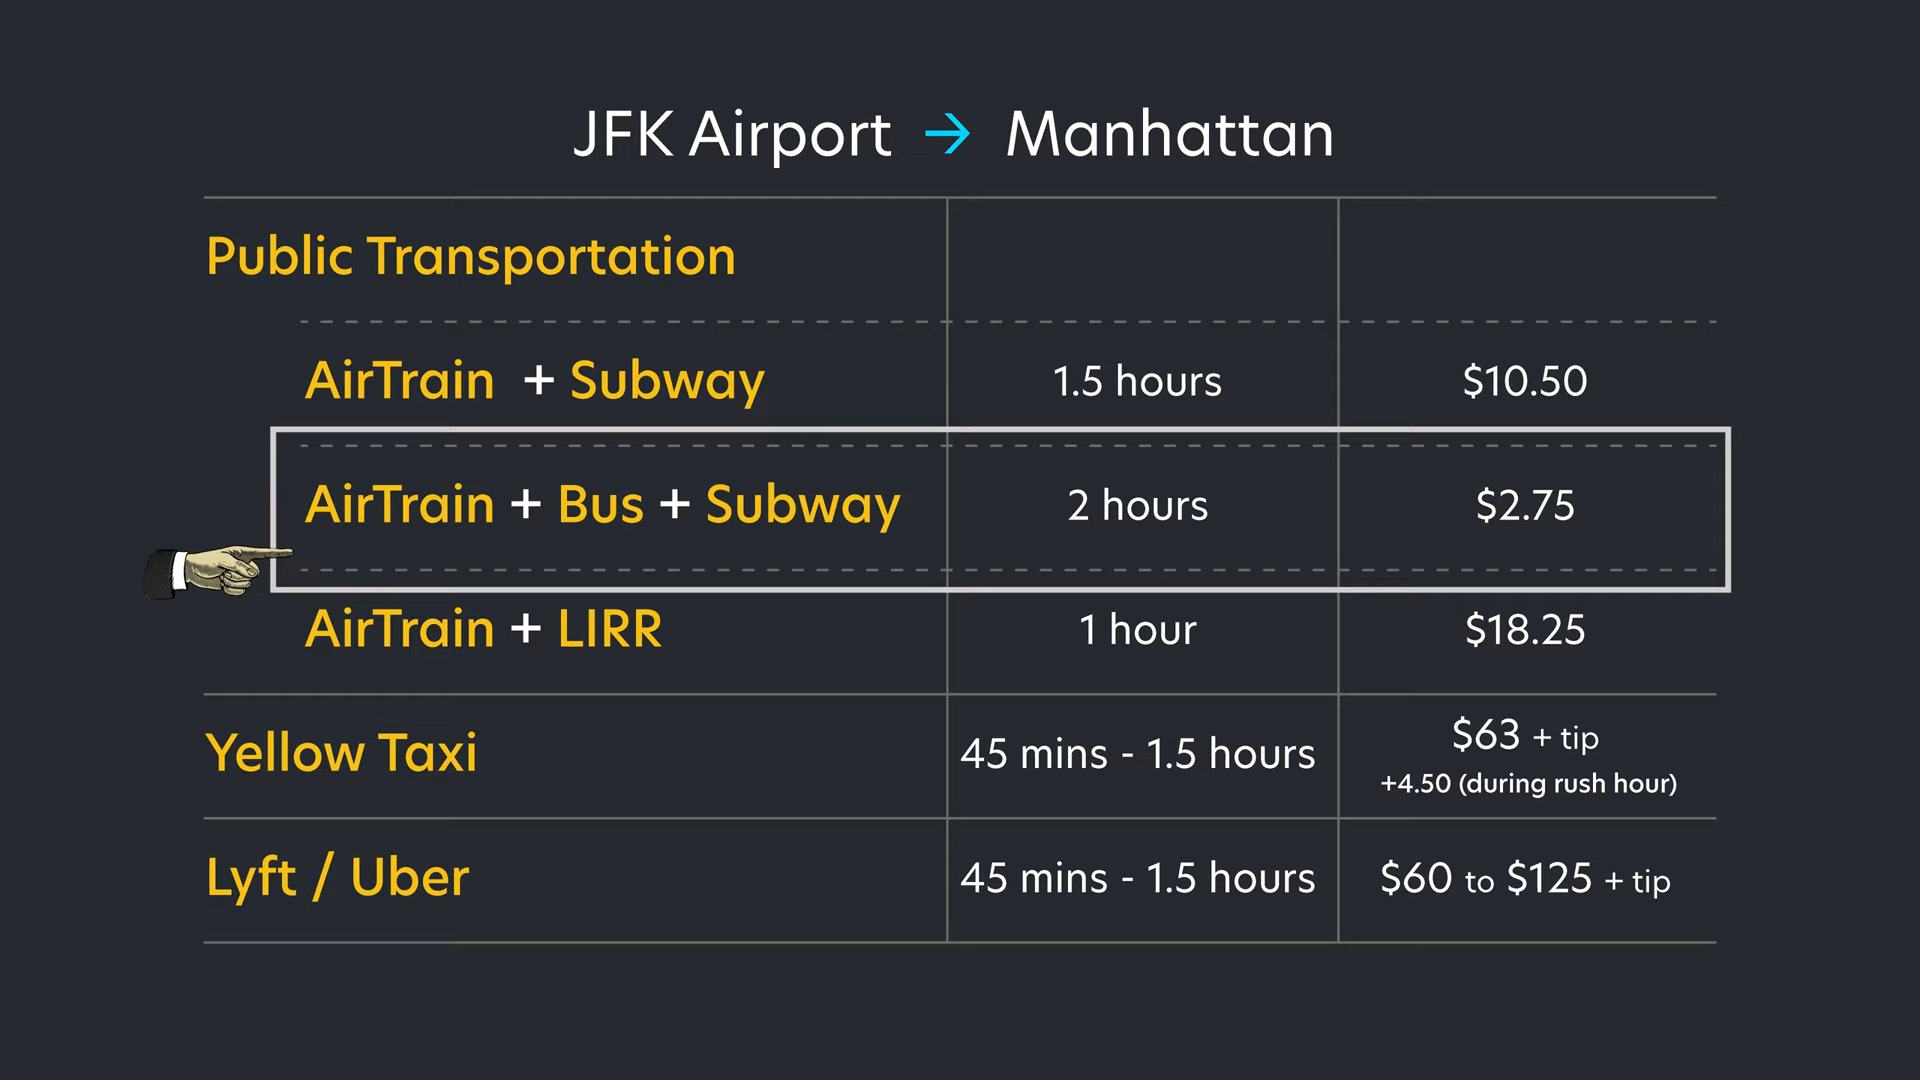 JFK Airport → Manhattan
Public Transportation
AirTrain + Subway 1.5 hours $10.50
AirTrain + Bus + Subway 2 hours $2.75
AirTrain + LIRR 1 hour $18.25
Yellow Taxi 45 mins - 1.5 hours $63 + tip
+4.50 (during rush hour)
Lyft / Uber 45 mins - 1.5 hours $60 to $125 + tip